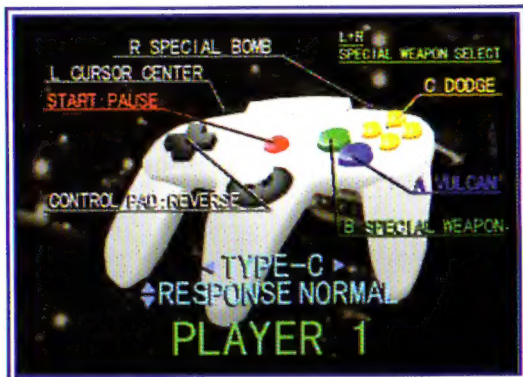 R SPECIAL BOMB
L+R
SPECIAL WEAPON SELECT
L CURSOR CENTER
C DODGE
START:PAUSE
A VULCAN
CONTROL PAD:REVERSE
B SPECIAL WEAPON
TYPE-C
RESPONSE NORMAL
PLAYER 1